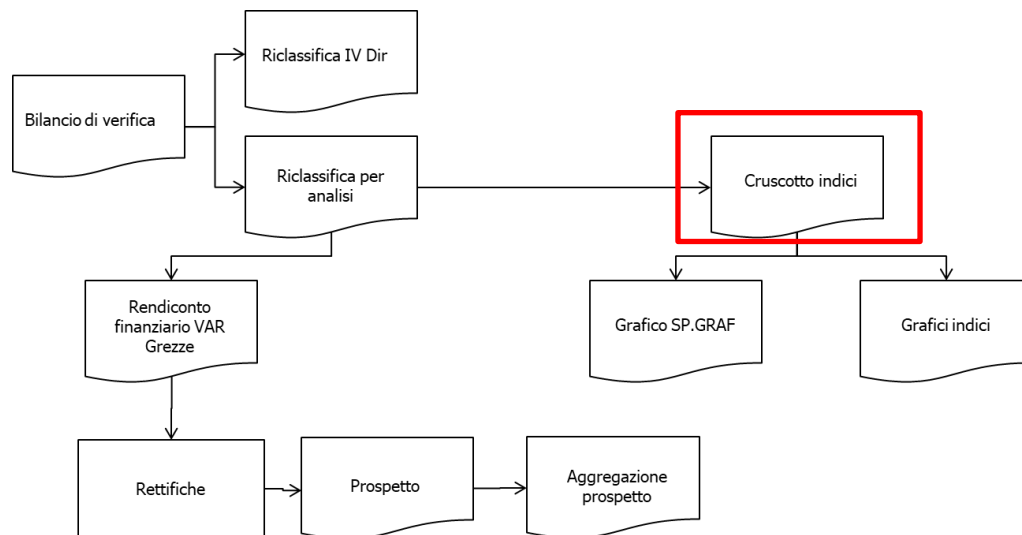 Riclassifica IV Dir
Bilancio di verifica
Riclassifica per
analisi
Cruscotto indici
Rendiconto
finanziario VAR
Grezze
Grafico SP.GRAF
Grafici indici
Rettifiche
Prospetto
Aggregazione
prospetto